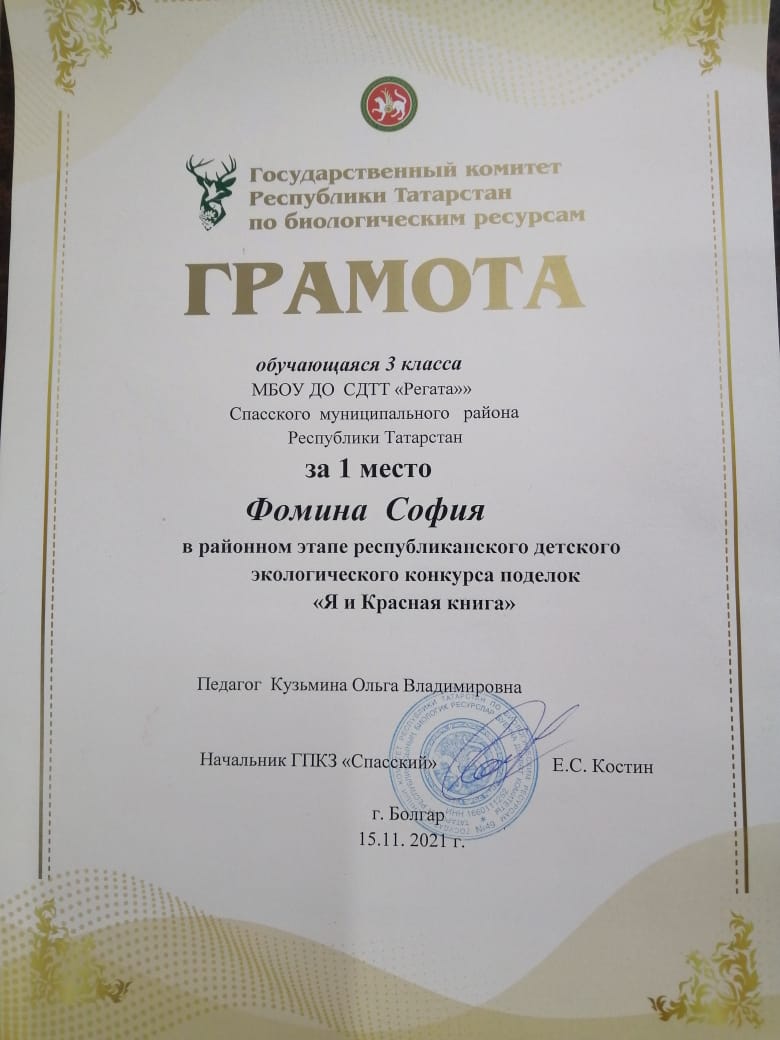 Государственный комитет
Республики Татарстан
по биологическим ресурсам
ГРАМОТА
обучающаяся 3 класса
МБОУ ДО СДТТ «Регата»»
Спасского муниципального района
Республики Татарстан
за 1 место
Фомина София
в районном этапе республиканского детского
экологического конкурса поделок
«Я и Красная книга»
Педагог Кузьмина Ольга Владимировна
Начальник ГПКЗ «Спасский»
Е.С. Костин
г. Болгар
15.11. 2021 г.